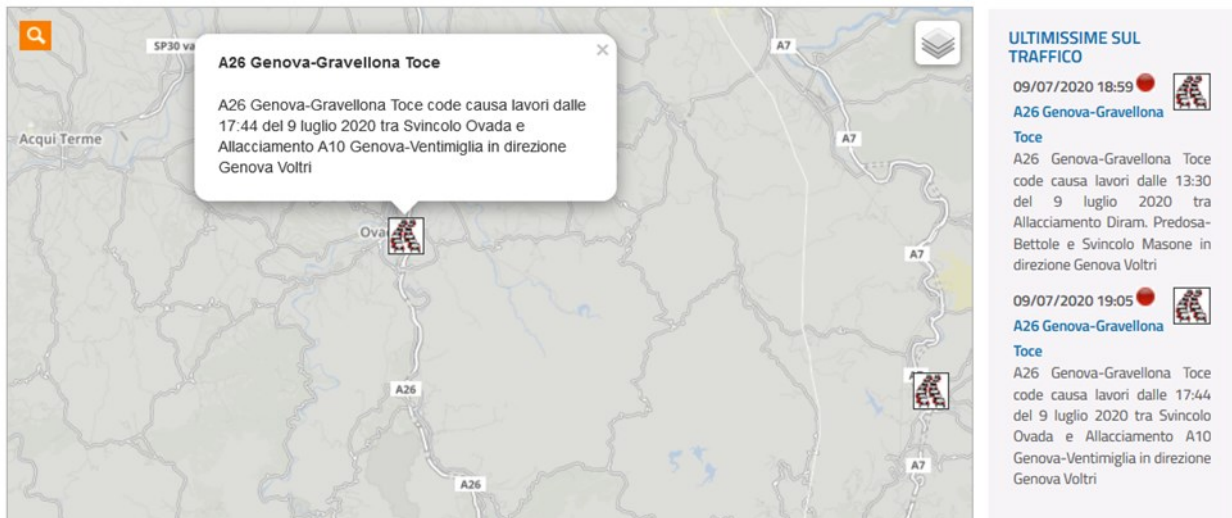 SP30 va
A7
A26 Genova-Gravellona Toce
×
A26 Genova-Gravellona Toce code causa lavori dalle
17:44 del 9 luglio 2020 tra Svincolo Ovada e
Allacciamento A10 Genova-Ventimiglia in direzione
Genova Voltri
Acqui Terme
A7
Ova
A7
A26
A7
A26
ULTIMISSIME SUL
TRAFFICO
09/07/2020 18:59
A26 Genova-Gravellona
Toce
A26 Genova-Gravellona Toce
code causa lavori dalle 13:30
del 9 luglio 2020 tra
Allacciamento Diram. Predosa-
Bettole e Svincolo Masone in
direzione Genova Voltri
09/07/2020 19:05
A26 Genova-Gravellona
Toce
A26 Genova-Gravellona Toce
code causa lavori dalle 17:44
del 9 luglio 2020 tra Svincolo
Ovada e Allacciamento A10
Genova-Ventimiglia in direzione
Genova Voltri